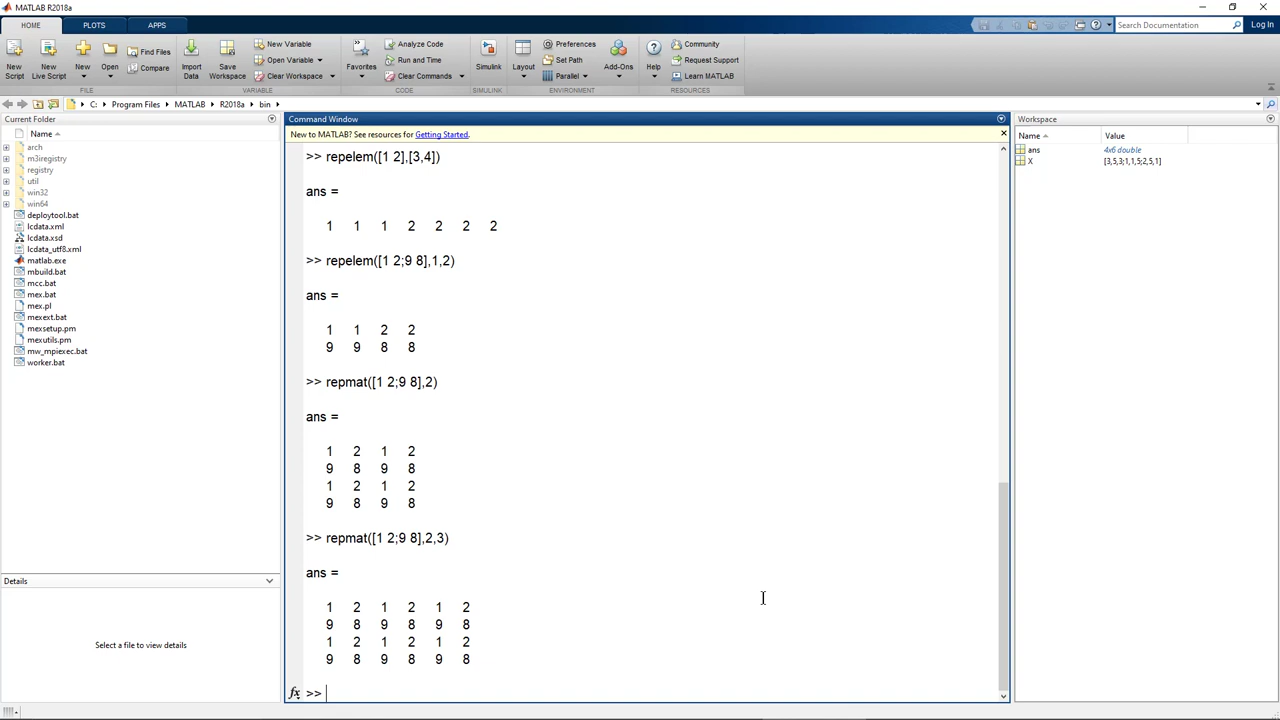 MATLAB R2018a
HOME PLOTS APPS
Search Documentation
Log In
New Script
New Live Script
New
Open
Find Files
Compare
Import Data
Save Workspace
New Variable
Open Variable
Clear Workspace
Favorites
Analyze Code
Run and Time
Clear Commands
Simulink
Layout
Preferences
Set Path
Parallel
Add-Ons
Help
Community
Request Support
Learn MATLAB
FILE VARIABLE CODE SIMULINK ENVIRONMENT RESOURCES
C: Program Files MATLAB R2018a bin
Current Folder
Name
arch
m3iregistry
registry
util
win32
win64
deploytool.bat
lcdata.xml
lcdata.xsd
lcdata_utf8.xml
matlab.exe
mbuild.bat
mcc.bat
mex.bat
mex.pl
mexext.bat
mexsetup.pm
mexutils.pm
mw_mpiexec.bat
worker.bat
Details
Select a file to view details
Command Window
New to MATLAB? See resources for Getting Started.
>> repelem([1 2],[3,4])
ans =
1 1 1 2 2 2 2
>> repelem([1 2;9 8],1,2)
ans =
1 1 2 2
9 9 8 8
>> repmat([1 2;9 8],2)
ans =
1 2 1 2
9 8 9 8
1 2 1 2
9 8 9 8
>> repmat([1 2;9 8],2,3)
ans =
1 2 1 2 1 2
9 8 9 8 9 8
1 2 1 2 1 2
9 8 9 8 9 8
fx >>
Workspace
Name Value
ans 4x6 double
X [3,5,3;1,1,5;2,5,1]